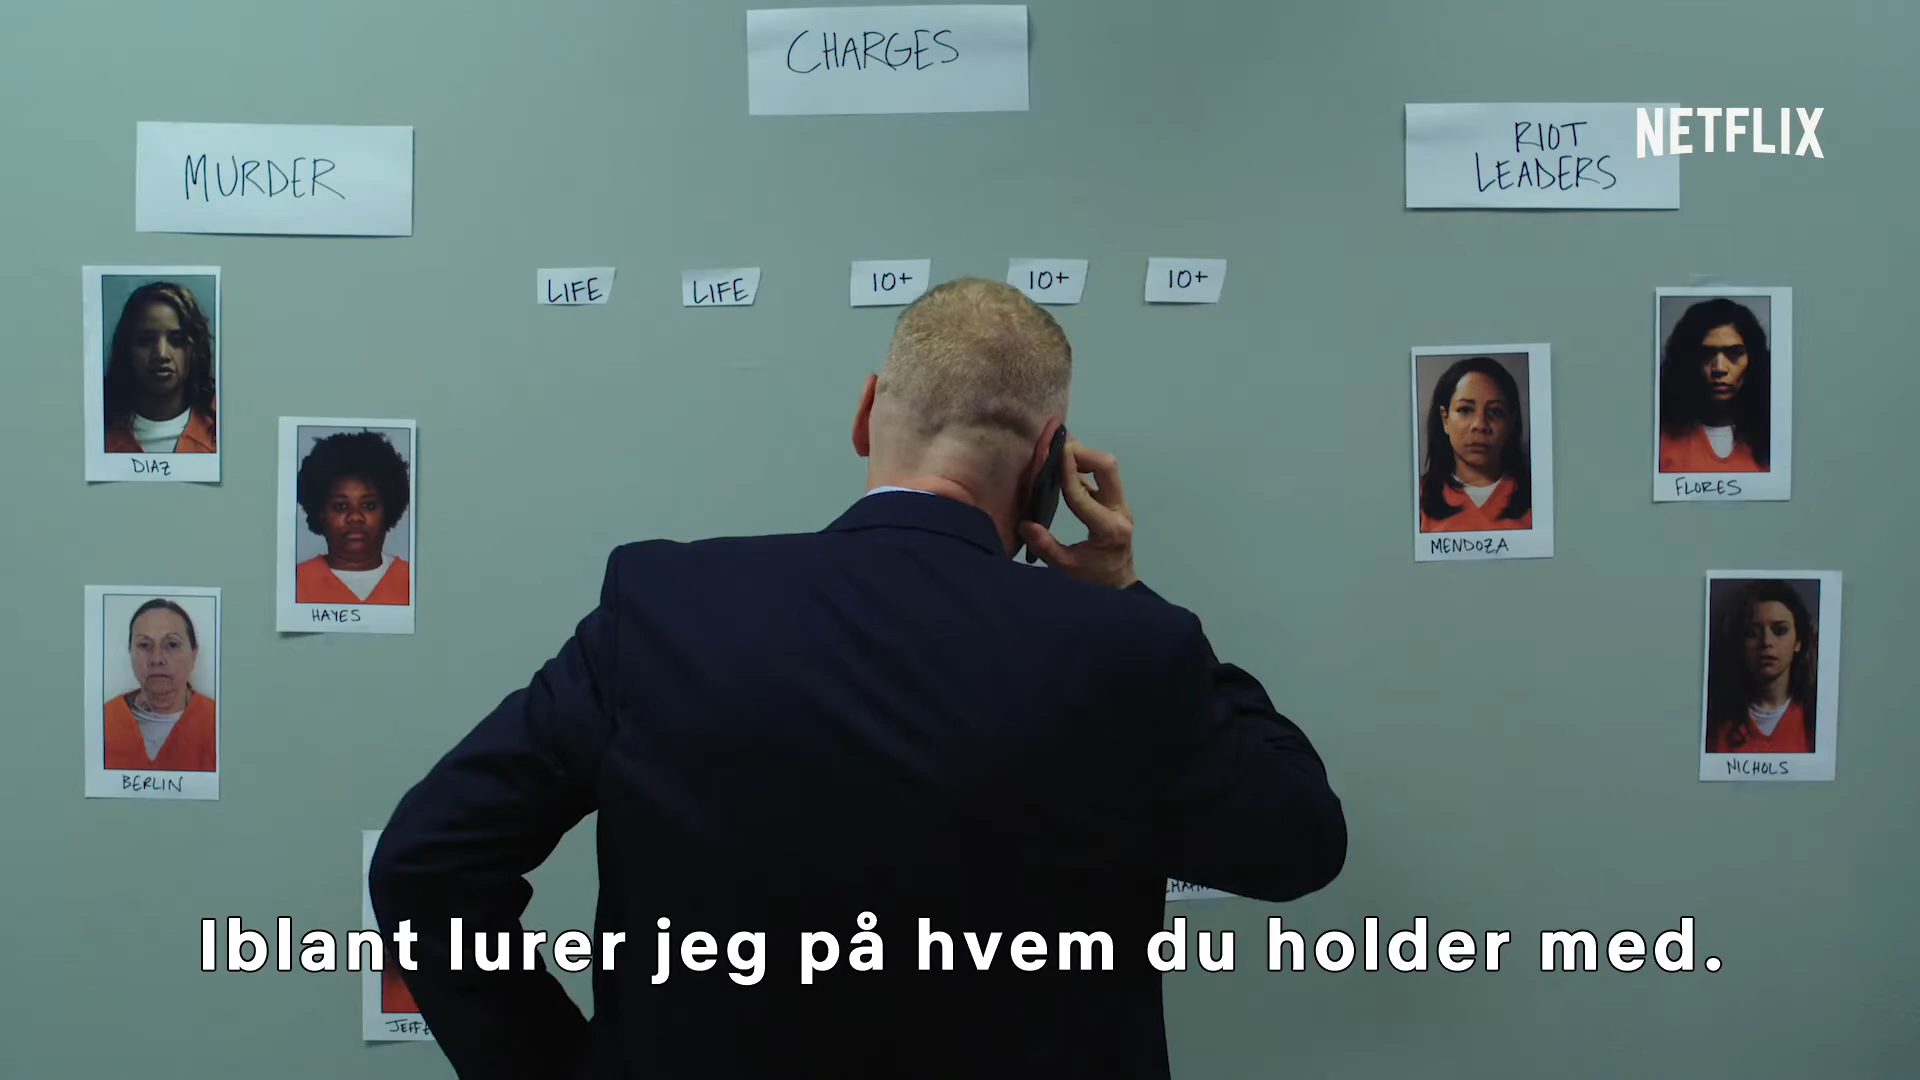 CHARGES
MURDER
RIOT
LEADERS
NETFLIX
LIFE
LIFE
10+
10+
10+
DIAZ
HAYES
BERLIN
MENDOZA
FLORES
NICHOLS
Iblant lurer jeg på hvem du holder med.